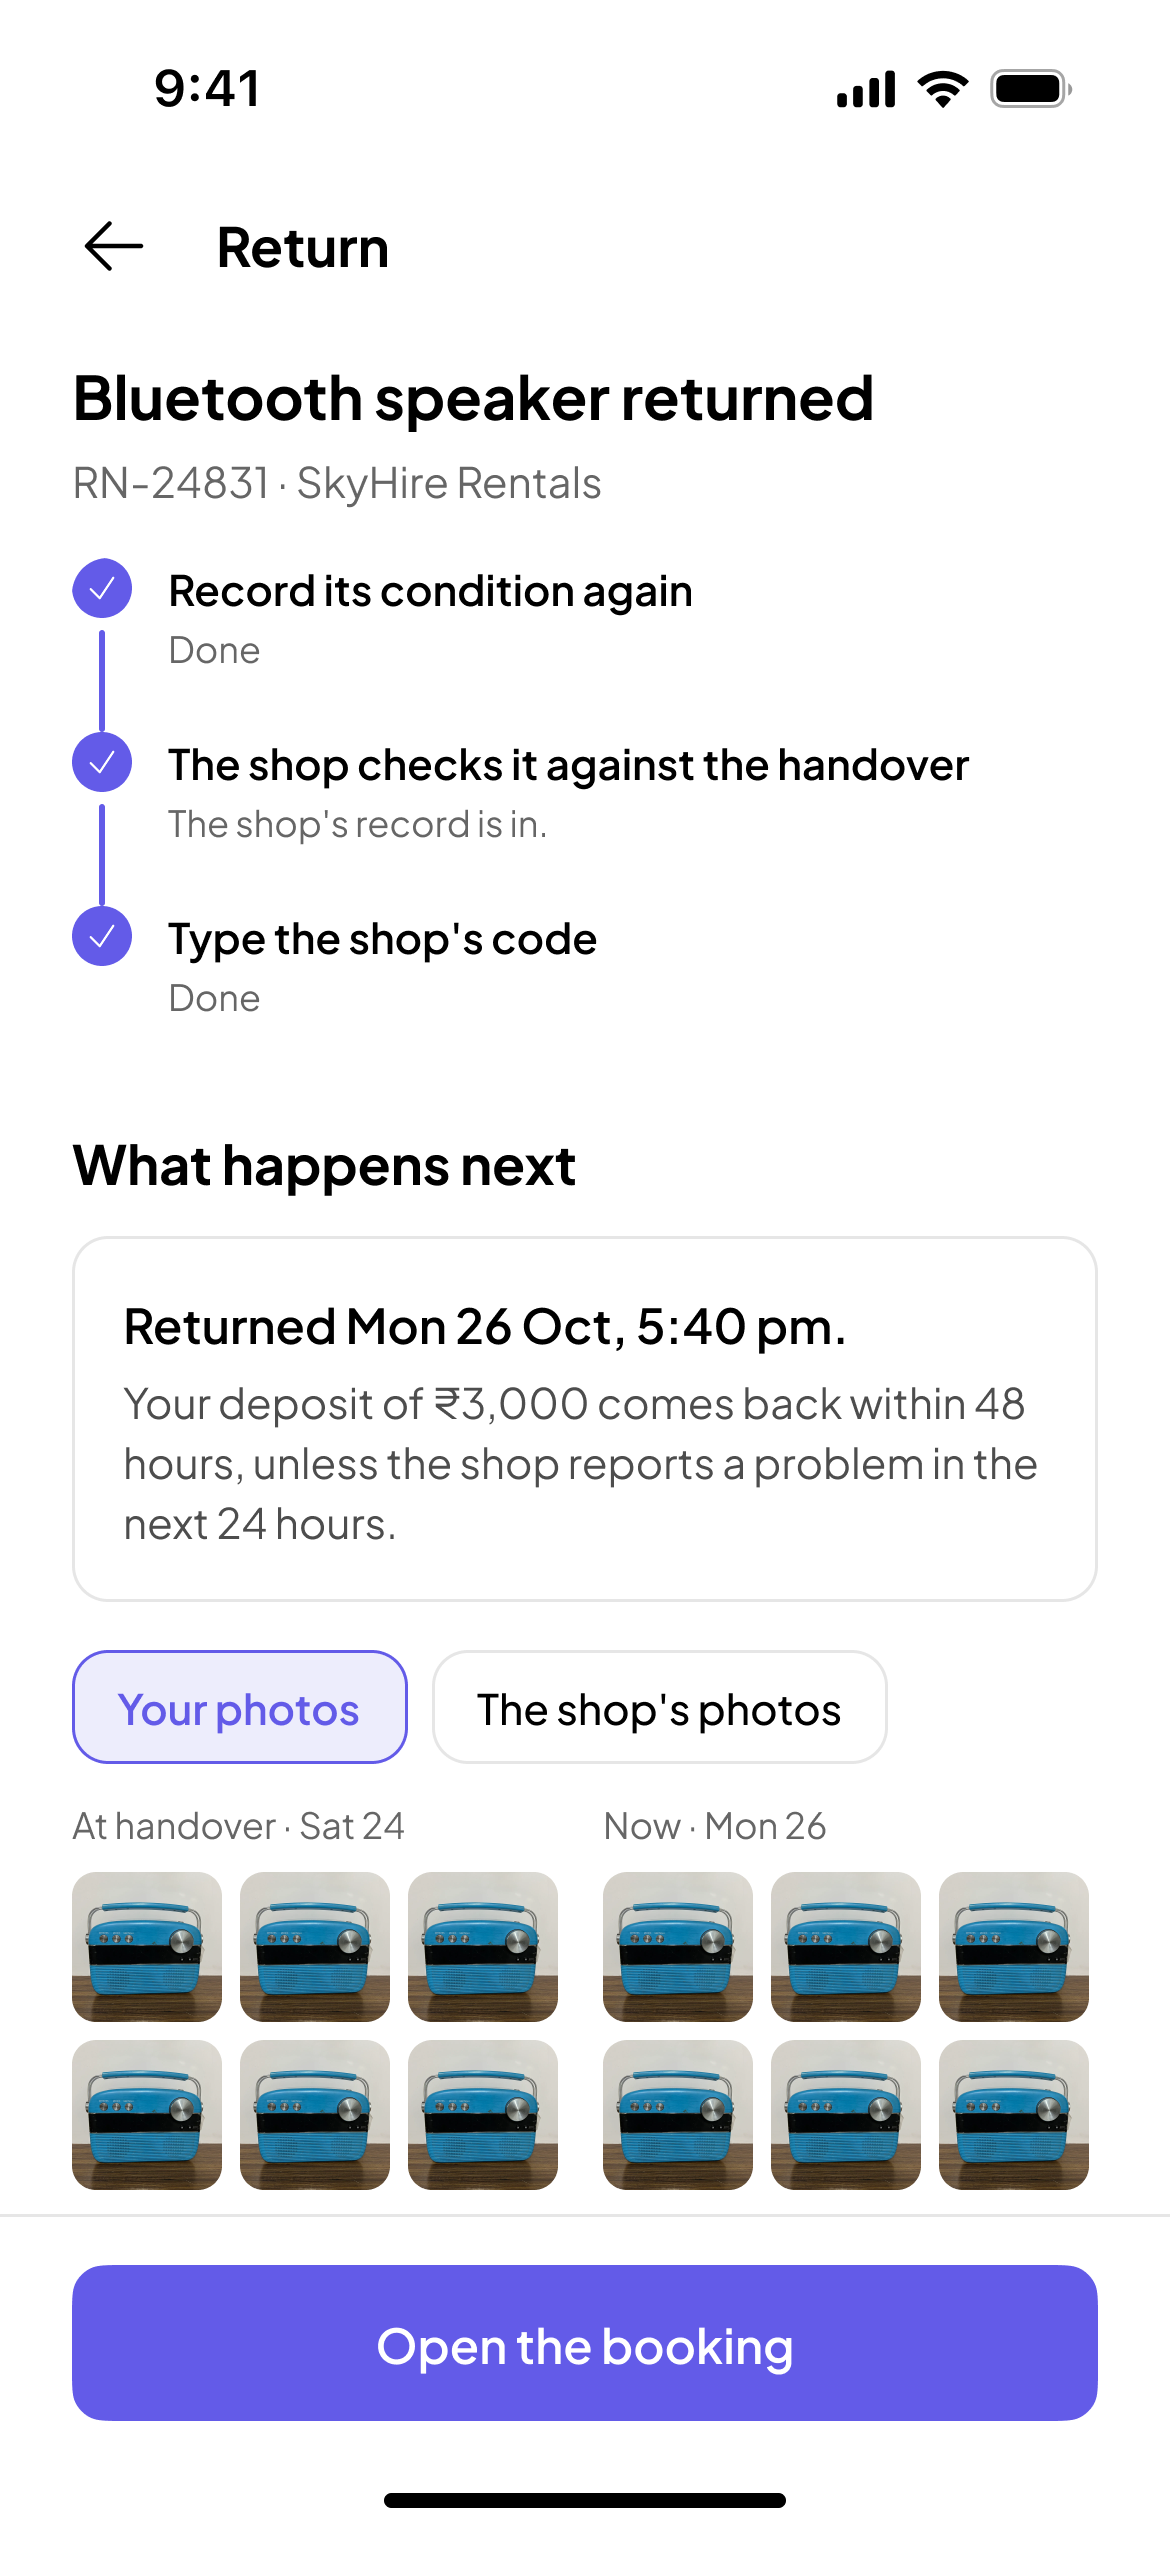 9:41
Return
Bluetooth speaker returned
RN-24831 · SkyHire Rentals
Record its condition again
Done
The shop checks it against the handover
The shop's record is in.
Type the shop's code
Done
What happens next
Returned Mon 26 Oct, 5:40 pm.
Your deposit of ₹3,000 comes back within 48
hours, unless the shop reports a problem in the
next 24 hours.
Your photos
The shop's photos
At handover · Sat 24
Now · Mon 26
Open the booking